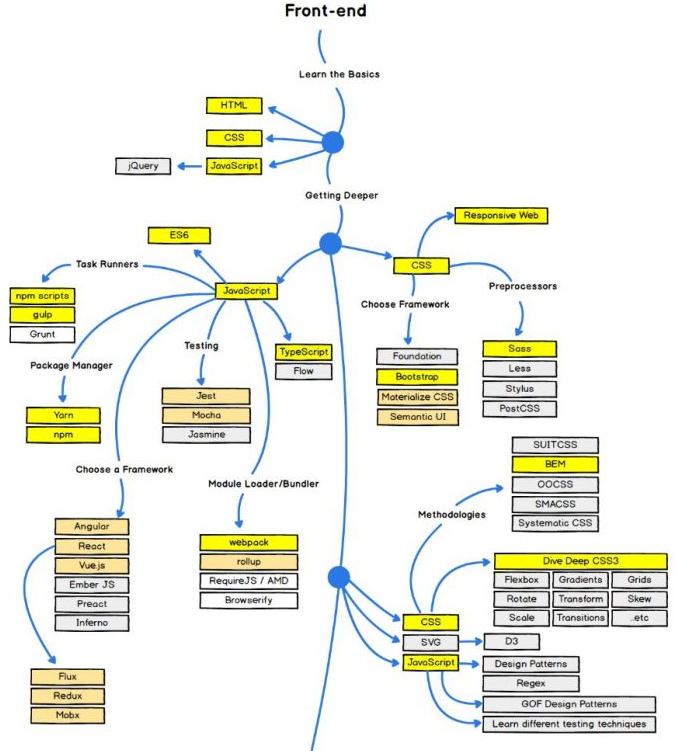 Front-end
Learn the Basics
HTML
CSS
jQuery
JavaScript
Getting Deeper
Responsive Web
ES6
CSS
Task Runners
JavaScript
Preprocessors
npm scripts
gulp
Grunt
Choose Framework
Testing
TypeScript
Flow
Foundation
Bootstrap
Materialize CSS
Semantic UI
Sass
Less
Stylus
PostCSS
Package Manager
Yarn
npm
Jest
Mocha
Jasmine
Choose a Framework
Module Loader/Bundler
SUITCSS
BEM
OOCSS
SMACSS
Systematic CSS
Methodologies
Angular
React
Vue.js
Ember JS
Preact
Inferno
webpack
rollup
RequireJS / AMD
Browserify
Dive Deep CSS3
Flexbox Gradients Grids
Rotate Transform Skew
Scale Transitions ..etc
CSS
SVG
D3
JavaScript
Design Patterns
Regex
GOF Design Patterns
Learn different testing techniques
Flux
Redux
Mobx